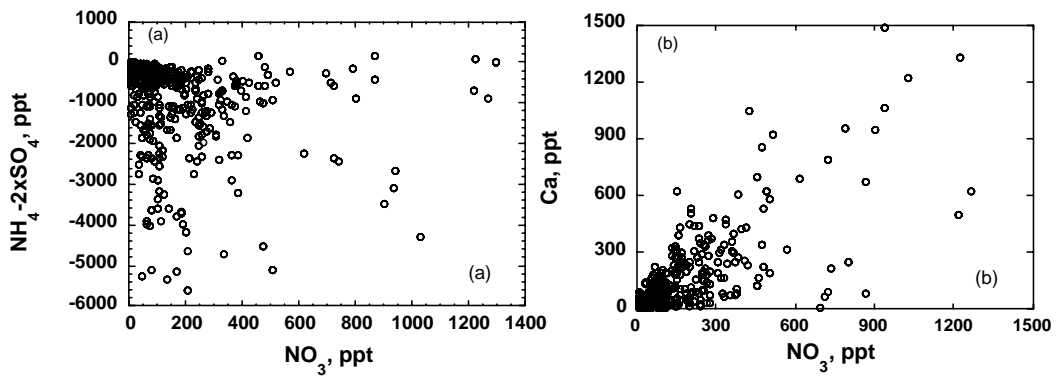 (a)
1000
0
-1000
-2000
-3000
-4000
-5000
-6000
NH4-2xSO4, ppt
(a)
0 200 400 600 800 1000 1200 1400
NO3, ppt
(b)
1500
1200
900
600
300
0
Ca, ppt
(b)
0 300 600 900 1200 1500
NO3, ppt